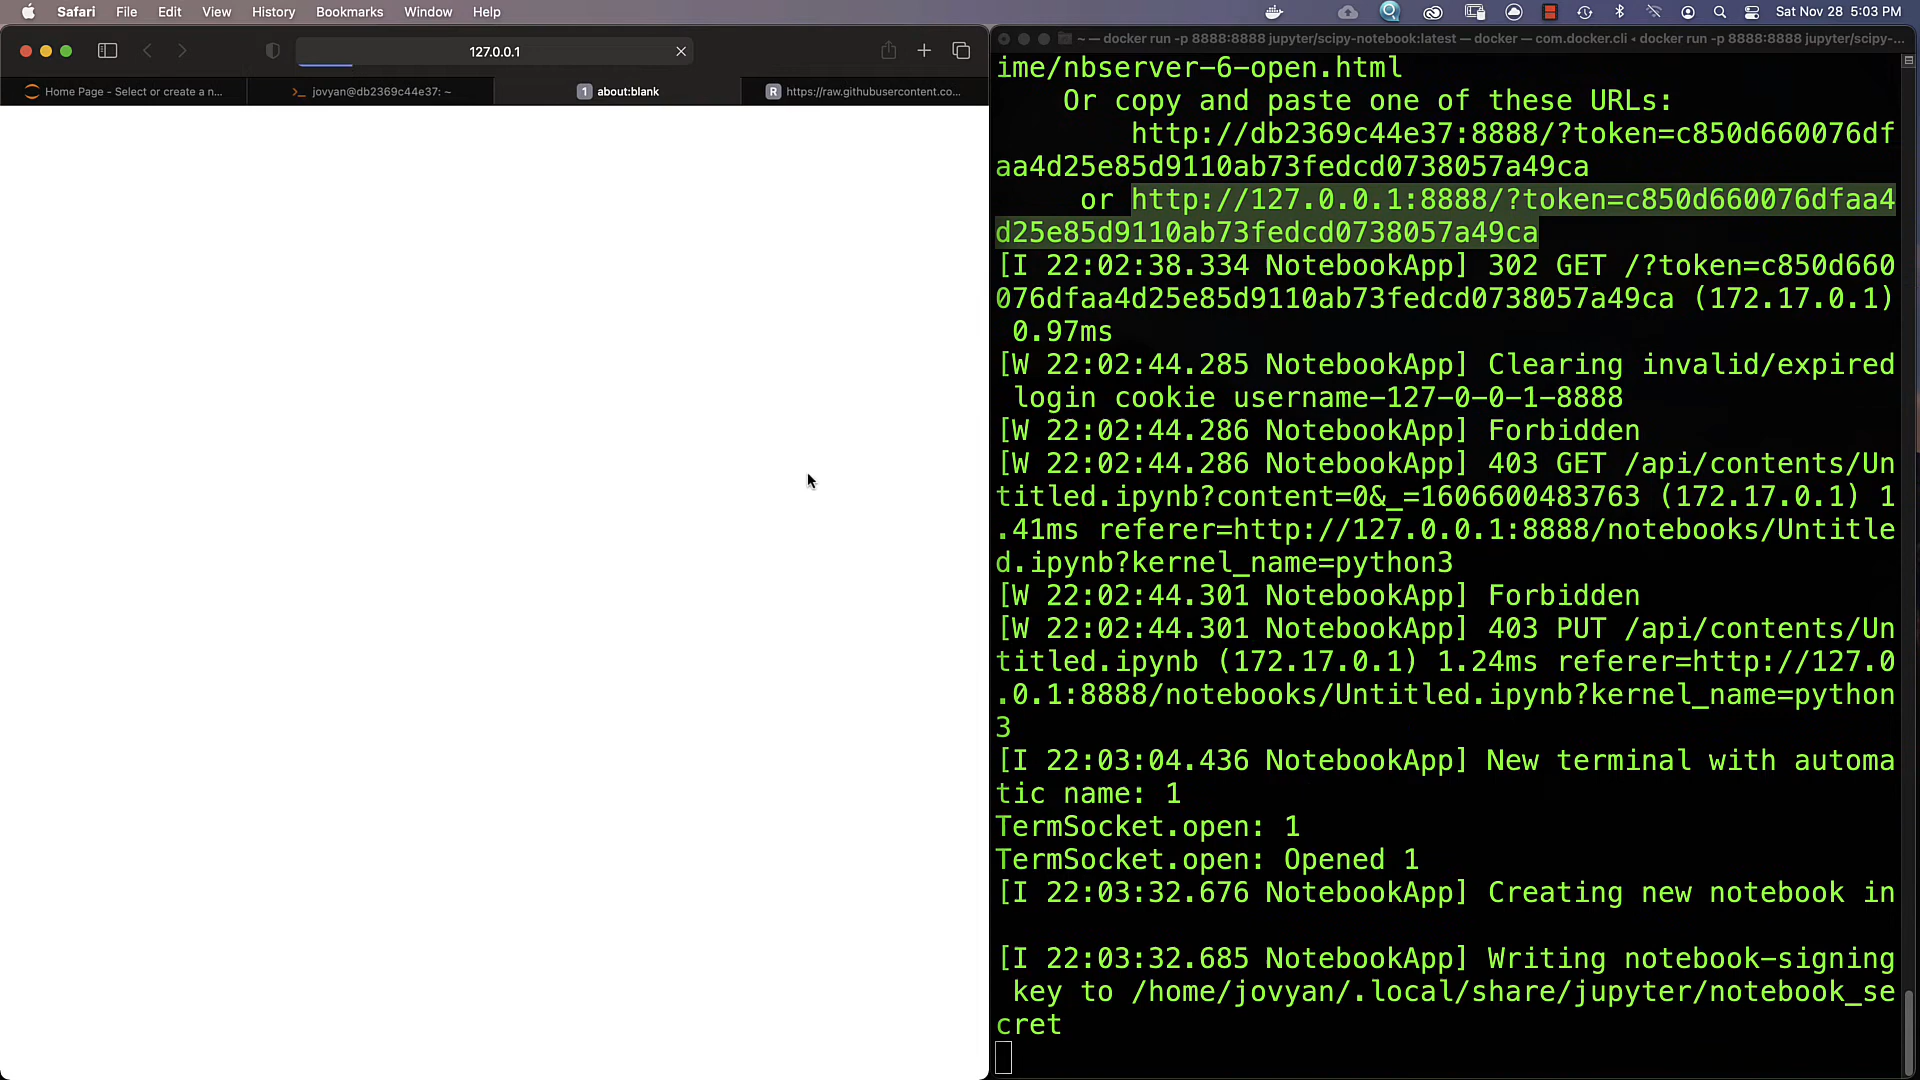 Safari File Edit View History Bookmarks Window Help Sat Nov 28 5:03 PM
127.0.0.1
Home Page - Select or create a n...
jovyan@db2369c44e37: ~
1 about:blank
R https://raw.githubusercontent.co...
~ — docker run -p 8888:8888 jupyter/scipy-notebook:latest — docker — com.docker.cli ◂ docker run -p 8888:8888 jupyter/scipy-...
ime/nbserver-6-open.html
Or copy and paste one of these URLs:
http://db2369c44e37:8888/?token=c850d660076df
aa4d25e85d9110ab73fedcd0738057a49ca
or http://127.0.0.1:8888/?token=c850d660076dfaa4
d25e85d9110ab73fedcd0738057a49ca
[I 22:02:38.334 NotebookApp] 302 GET /?token=c850d660
076dfaa4d25e85d9110ab73fedcd0738057a49ca (172.17.0.1)
0.97ms
[W 22:02:44.285 NotebookApp] Clearing invalid/expired
login cookie username-127-0-0-1-8888
[W 22:02:44.286 NotebookApp] Forbidden
[W 22:02:44.286 NotebookApp] 403 GET /api/contents/Un
titled.ipynb?content=0&_=1606600483763 (172.17.0.1) 1
.41ms referer=http://127.0.0.1:8888/notebooks/Untitle
d.ipynb?kernel_name=python3
[W 22:02:44.301 NotebookApp] Forbidden
[W 22:02:44.301 NotebookApp] 403 PUT /api/contents/Un
titled.ipynb (172.17.0.1) 1.24ms referer=http://127.0
.0.1:8888/notebooks/Untitled.ipynb?kernel_name=python
3
[I 22:03:04.436 NotebookApp] New terminal with automa
tic name: 1
TermSocket.open: 1
TermSocket.open: Opened 1
[I 22:03:32.676 NotebookApp] Creating new notebook in
[I 22:03:32.685 NotebookApp] Writing notebook-signing
key to /home/jovyan/.local/share/jupyter/notebook_se
cret